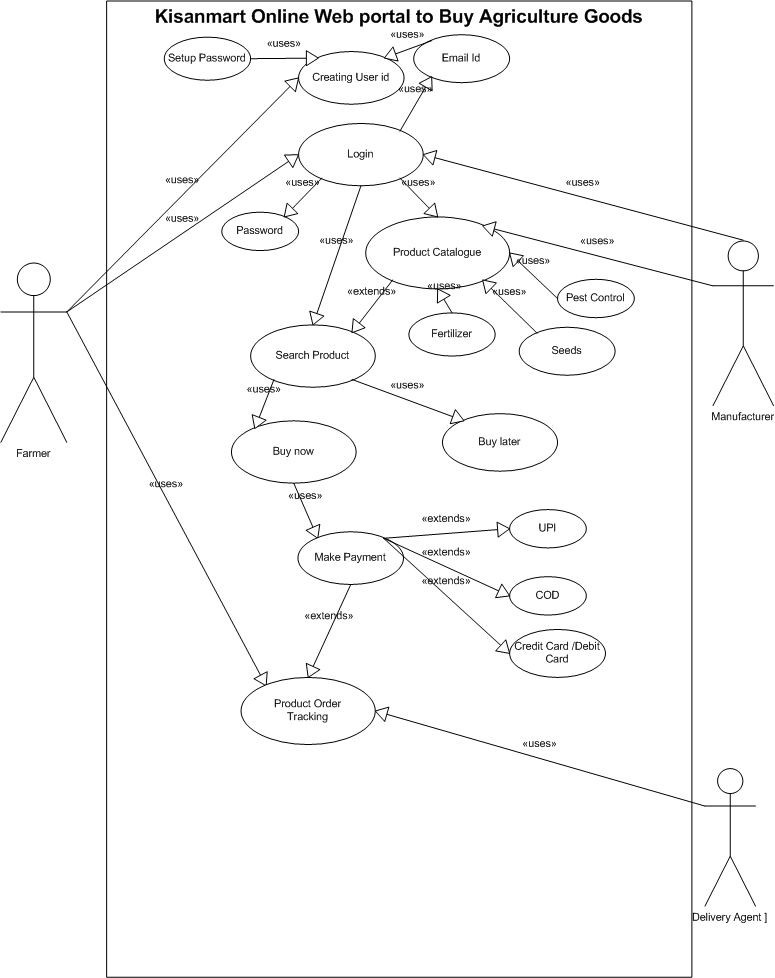 Kisanmart Online Web portal to Buy Agriculture Goods
«uses»
«uses»
Setup Password
Creating User id
Email Id
«uses»
Login
«uses»
«uses»
«uses»
«uses»
«uses»
Password
«uses»
«uses»
Product Catalogue
«uses»
«extends»
«uses»
«uses»
Pest Control
Fertilizer
Seeds
Search Product
«uses»
«uses»
Manufacturer
Buy now
Buy later
Farmer
«uses»
«uses»
«extends»
UPI
Make Payment
«extends»
«extends»
COD
«extends»
Credit Card /Debit
Card
Product Order
Tracking
«uses»
Delivery Agent ]